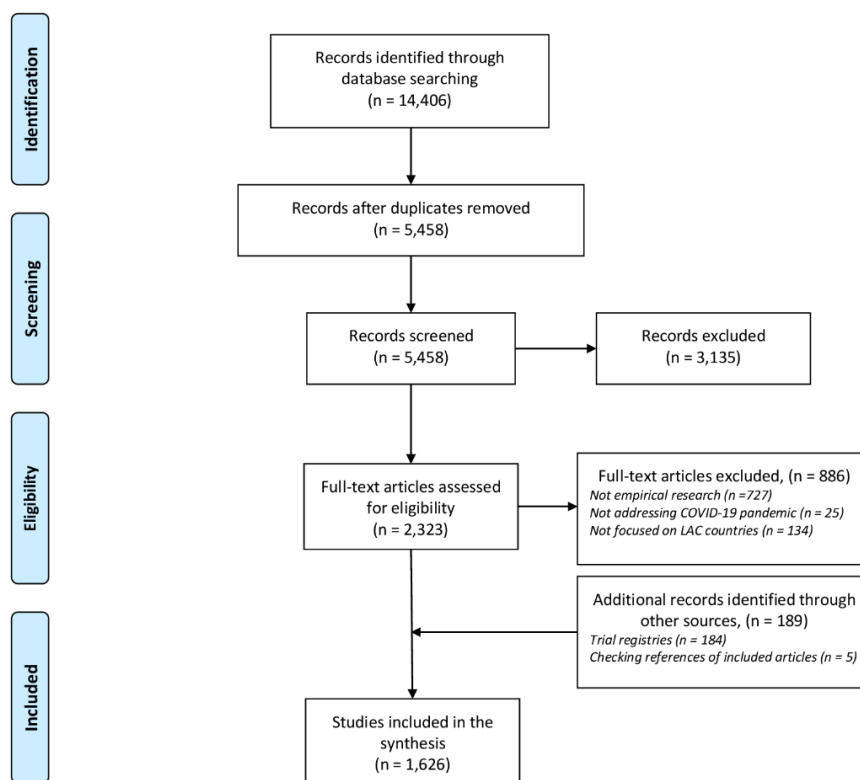 Identification
Records identified through
database searching
(n = 14,406)
Records after duplicates removed
(n = 5,458)
Screening
Records screened
(n = 5,458)
Records excluded
(n = 3,135)
Eligibility
Full-text articles assessed
for eligibility
(n = 2,323)
Full-text articles excluded, (n = 886)
Not empirical research (n =727)
Not addressing COVID-19 pandemic (n = 25)
Not focused on LAC countries (n = 134)
Additional records identified through
other sources, (n = 189)
Trial registries (n = 184)
Checking references of included articles (n = 5)
Included
Studies included in the
synthesis
(n = 1,626)